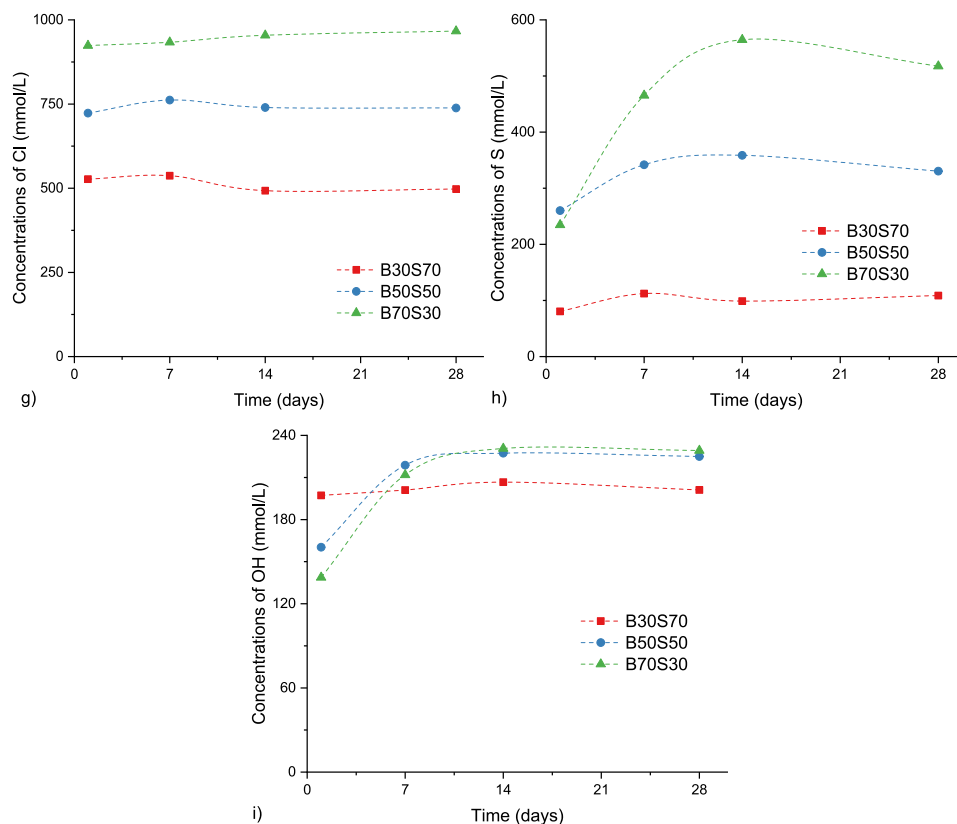 1000
750
500
250
0
Concentrations of Cl (mmol/L)
B30S70
B50S50
B70S30
0 7 14 21 28
Time (days)
g)
600
400
200
0
Concentrations of S (mmol/L)
B30S70
B50S50
B70S30
0 7 14 21 28
Time (days)
h)
240
180
120
60
0
Concentrations of OH (mmol/L)
B30S70
B50S50
B70S30
0 7 14 21 28
Time (days)
i)